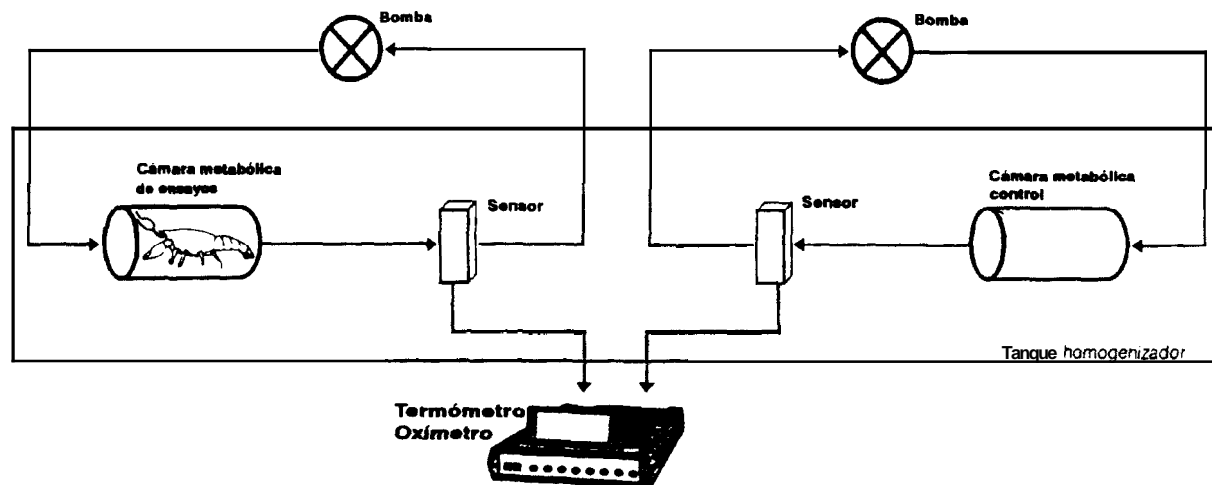 Bomba
Bomba
Cámara metabólica
de ensayos
Sensor
Sensor
Cámara metabólica
control
Tanque homogenizador
Termómetro
Oxímetro